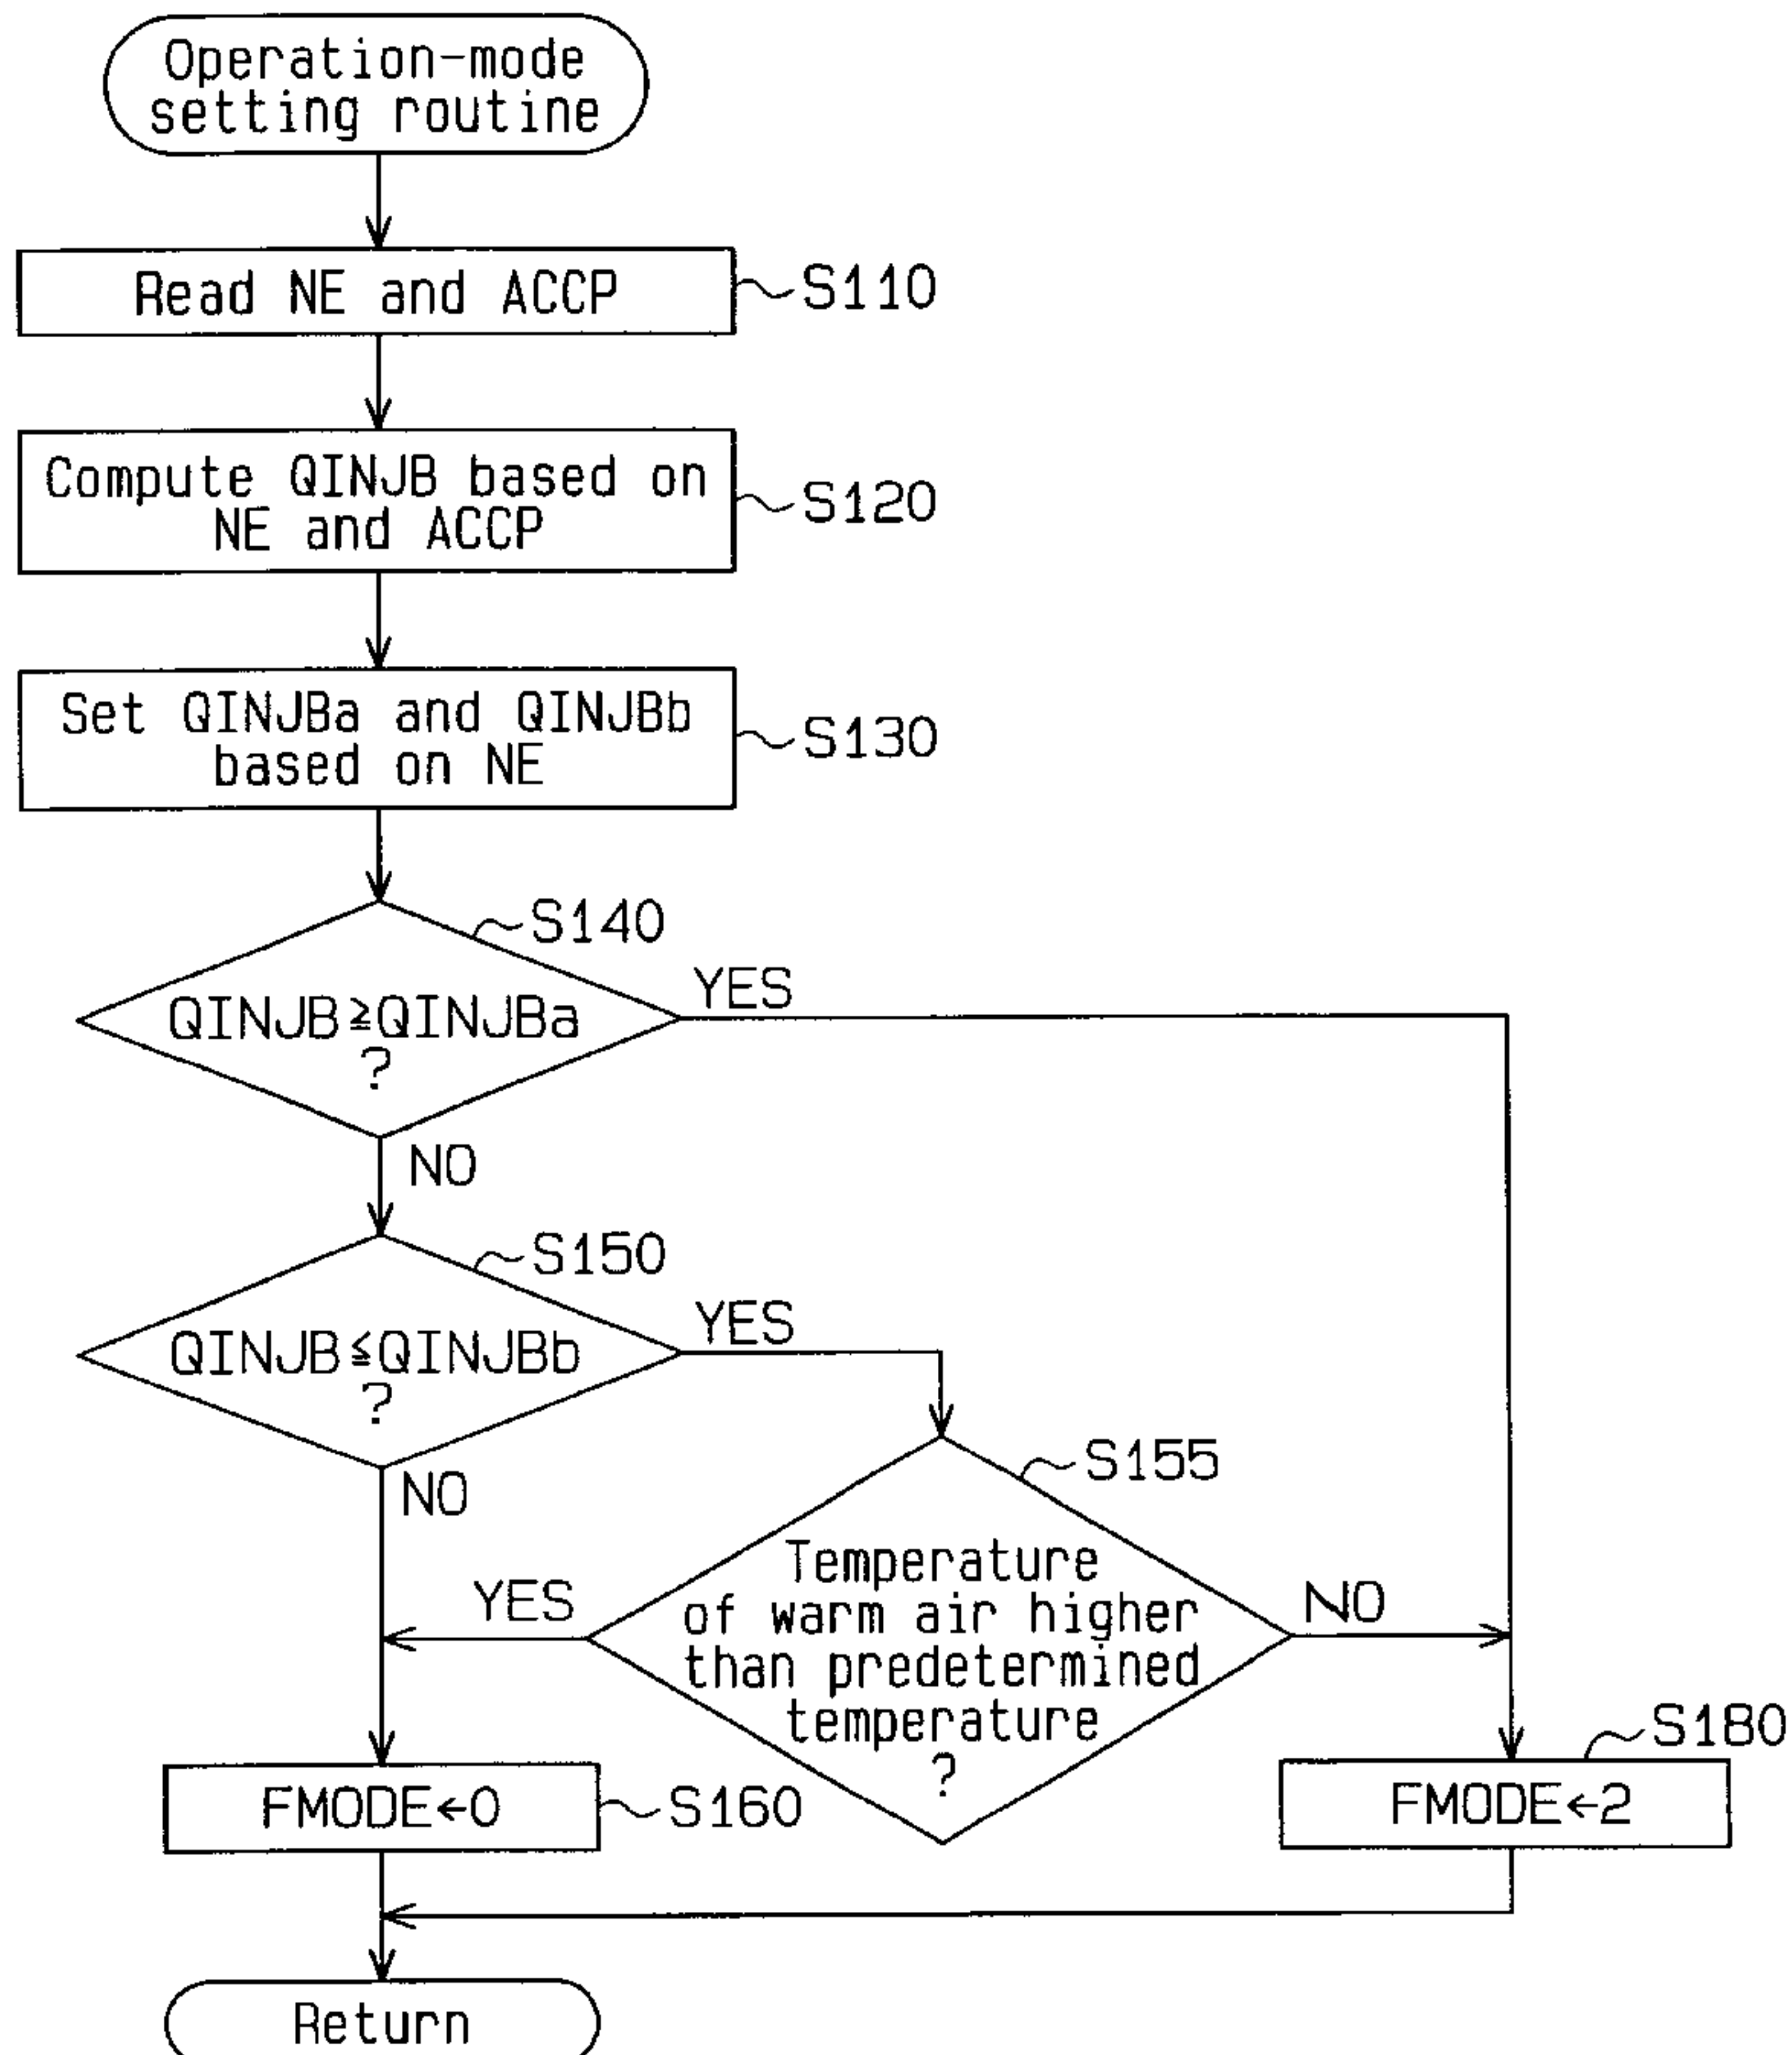 Operation-mode
setting routine
Read NE and ACCP
S110
Compute QINJB based on
NE and ACCP
S120
Set QINJBa and QINJBb
based on NE
S130
S140
QINJB≧QINJBa
?
YES
NO
S150
QINJB≦QINJBb
?
YES
NO
S155
Temperature
of warm air higher
than predetermined
temperature
?
YES
NO
FMODE←0
S160
S180
FMODE←2
Return